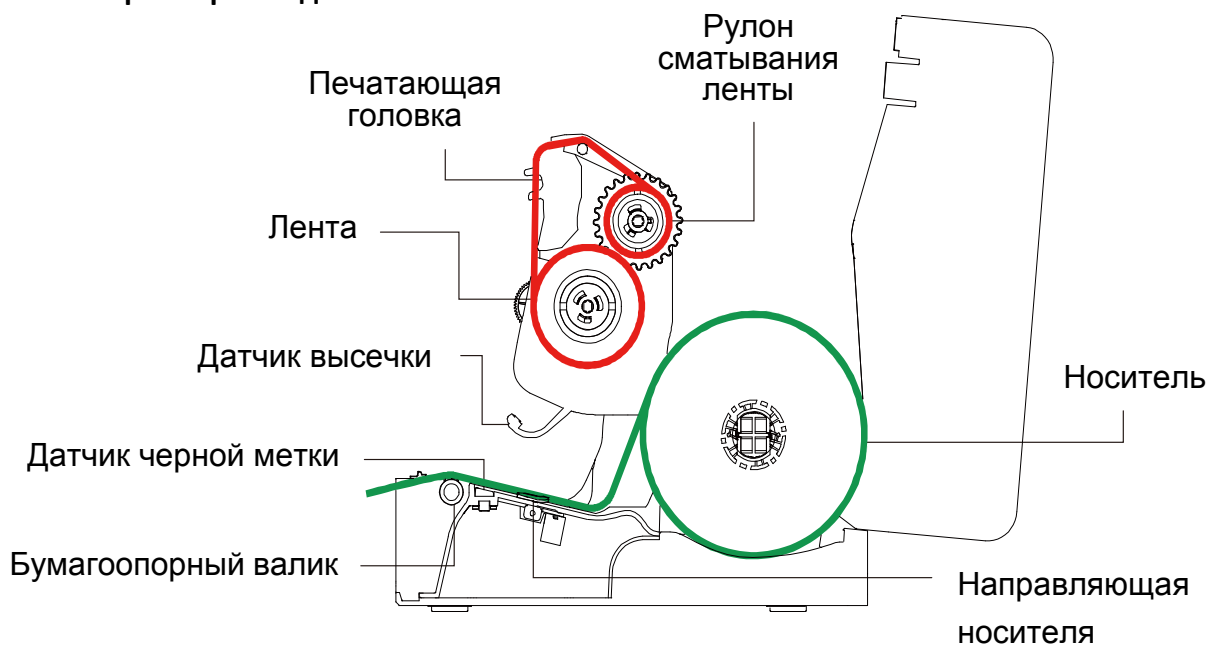 Рулон
сматывания
ленты
Печатающая
головка
Лента
Датчик высечки
Носитель
Датчик черной метки
Бумагоопорный валик
Направляющая
носителя